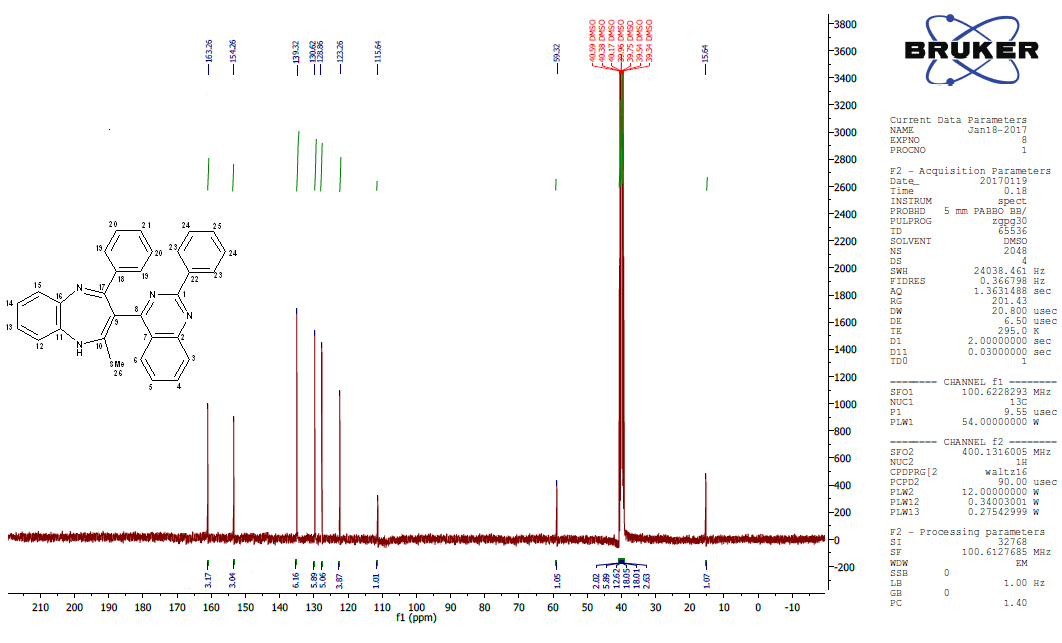 163.26
154.26
139.32
130.62
128.86
123.26
115.64
59.32
40.59 DMSO
40.38 DMSO
40.17 DMSO
39.96 DMSO
39.75 DMSO
39.54 DMSO
39.34 DMSO
15.64
3800
3600
3400
3200
3000
2800
2600
2400
2200
2000
1800
1600
1400
1200
1000
800
600
400
200
0
-200
20 21
19 20
24 25
23 24
17 18 19
22 23
15 16 N
14
13
12 11
NH 10
9 8 N 1 N
7 2
6 3
5 4
SMe
26
3.17
3.04
6.16
5.89
5.06
3.87
1.01
1.05
2.02
5.89
12.62
18.05
18.01
2.63
1.07
210 200 190 180 170 160 150 140 130 120 110 100 90 80 70 60 50 40 30 20 10 0 -10
f1 (ppm)
BRUKER
Current Data Parameters
NAME Jan18-2017
EXPNO 8
PROCNO 1
F2 - Acquisition Parameters
Date_ 20170119
Time 0.18
INSTRUM spect
PROBHD 5 mm PABBO BB/
PULPROG zgpg30
TD 65536
SOLVENT DMSO
NS 2048
DS 4
SWH 24038.461 Hz
FIDRES 0.366798 Hz
AQ 1.3631488 sec
RG 201.43
DW 20.800 usec
DE 6.50 usec
TE 295.0 K
D1 2.00000000 sec
D11 0.03000000 sec
TD0 1
======== CHANNEL f1 ========
SFO1 100.6228293 MHz
NUC1 13C
P1 9.55 usec
PLW1 54.00000000 W
======== CHANNEL f2 ========
SFO2 400.1316005 MHz
NUC2 1H
CPDPRG[2 waltz16
PCPD2 90.00 usec
PLW2 12.00000000 W
PLW12 0.34003001 W
PLW13 0.27542999 W
F2 - Processing parameters
SI 32768
SF 100.6127685 MHz
WDW EM
SSB 0
LB 1.00 Hz
GB 0
PC 1.40